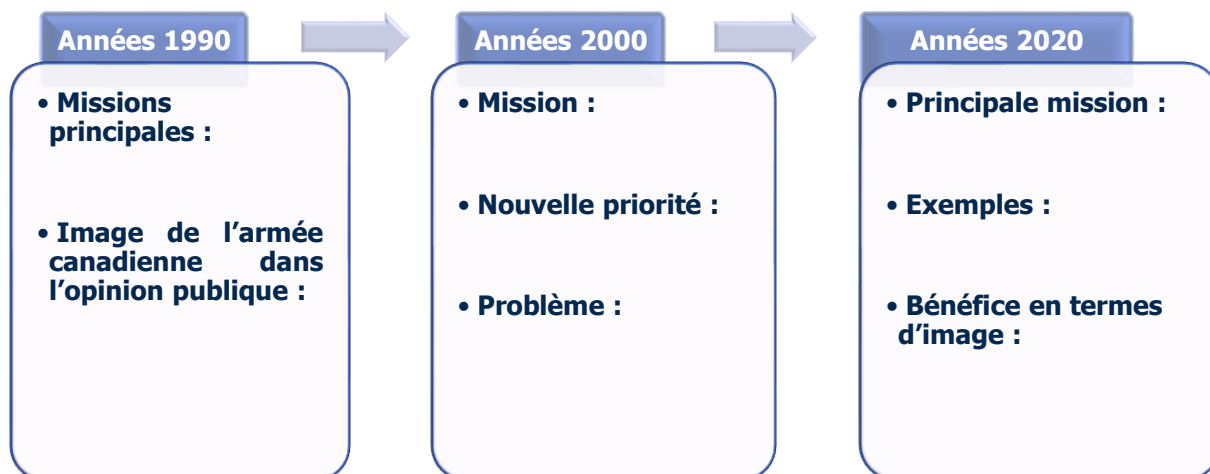 Années 1990
• Missions
principales :
• Image de l’armée
canadienne dans
l’opinion publique :
Années 2000
• Mission :
• Nouvelle priorité :
• Problème :
Années 2020
• Principale mission :
• Exemples :
• Bénéfice en termes
d’image :